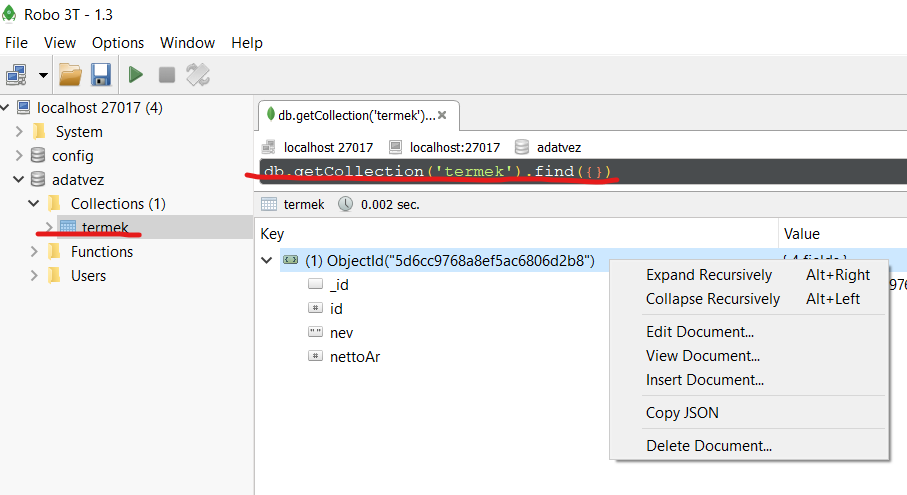 Robo 3T - 1.3
File View Options Window Help
localhost 27017 (4)
System
config
adatvez
Collections (1)
termek
Functions
Users
db.getCollection('termek')...
localhost 27017 localhost:27017 adatvez
db.getCollection('termek').find({})
termek 0.002 sec.
Key Value
(1) ObjectId("5d6cc9768a8ef5ac6806d2b8") { 4 fields }
_id
id
nev
nettoAr
Expand Recursively Alt+Right
Collapse Recursively Alt+Left
Edit Document...
View Document...
Insert Document...
Copy JSON
Delete Document...